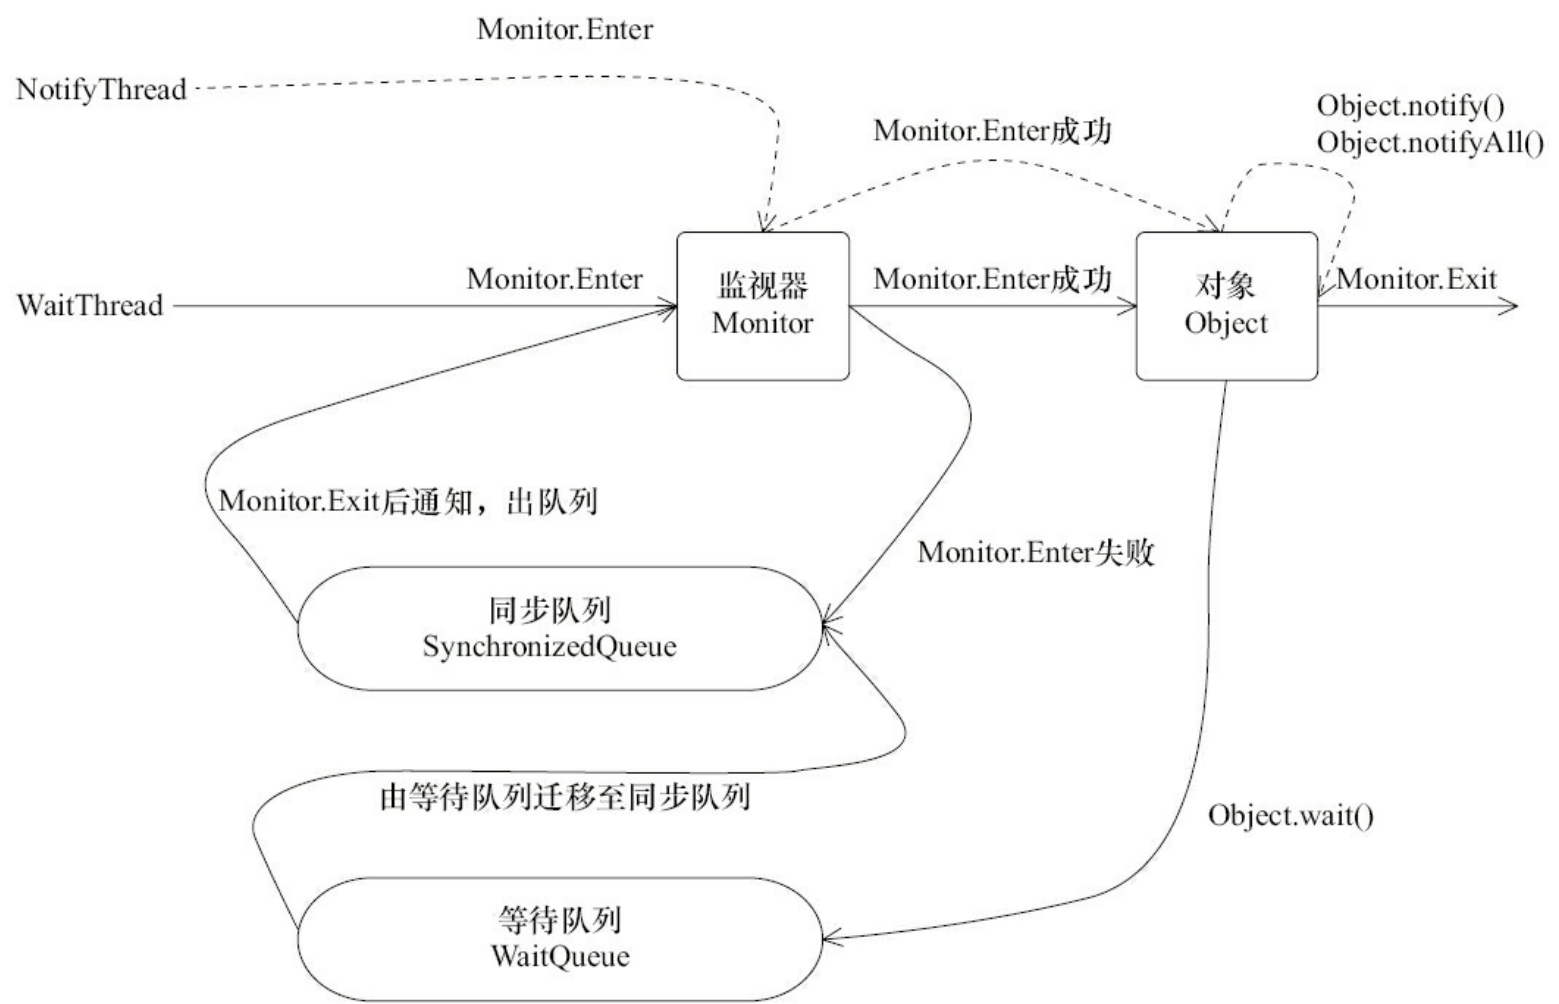 Monitor.Enter
NotifyThread
Object.notify()
Object.notifyAll()
Monitor.Enter成功
WaitThread
Monitor.Enter
监视器
Monitor
Monitor.Enter成功
对象
Object
Monitor.Exit
Monitor.Exit后通知，出队列
Monitor.Enter失败
同步队列
SynchronizedQueue
由等待队列迁移至同步队列
Object.wait()
等待队列
WaitQueue